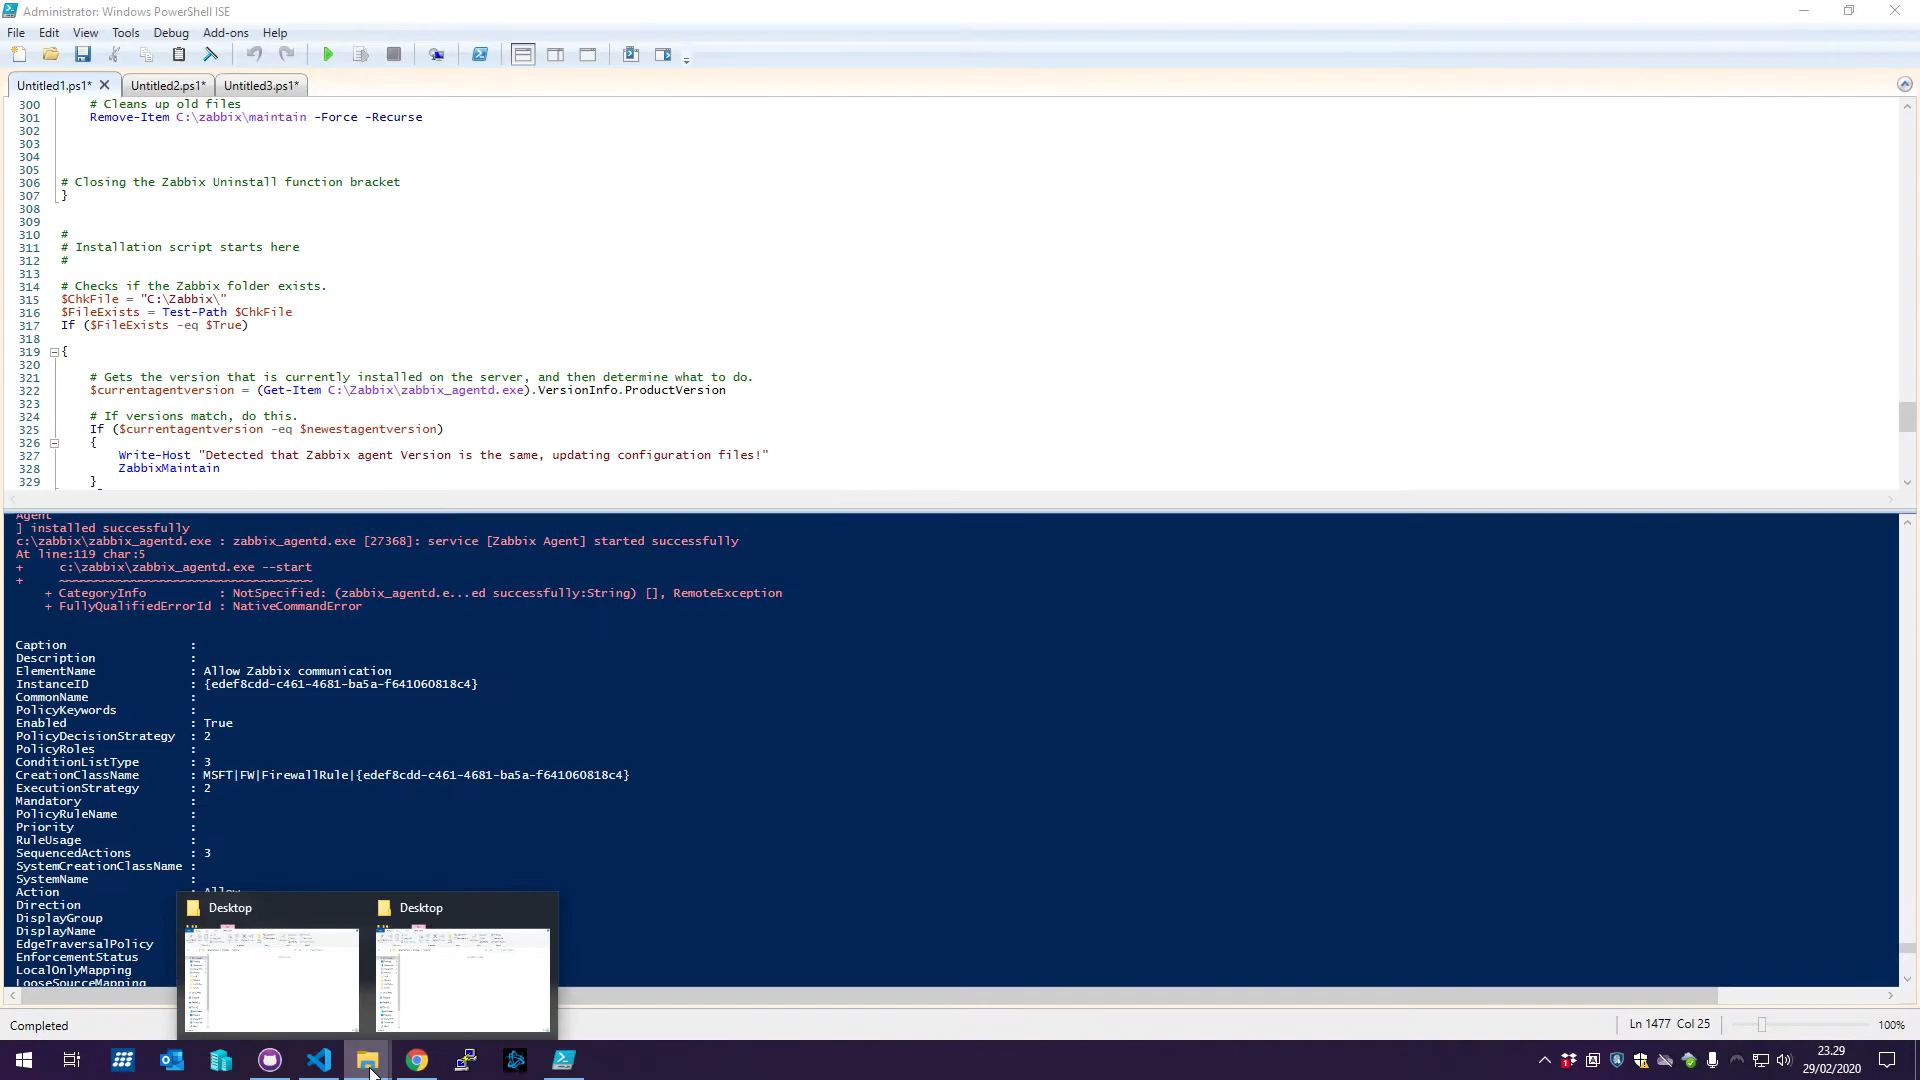 Administrator: Windows PowerShell ISE
File Edit View Tools Debug Add-ons Help
Untitled1.ps1* Untitled2.ps1* Untitled3.ps1*
300 # Cleans up old files
301 Remove-Item C:\zabbix\maintain -Force -Recurse
302
303
304
305
306 # Closing the Zabbix Uninstall function bracket
307 }
308
309
310 #
311 # Installation script starts here
312 #
313
314 # Checks if the Zabbix folder exists.
315 $ChkFile = "C:\Zabbix\"
316 $FileExists = Test-Path $ChkFile
317 If ($FileExists -eq $True)
318
319 {
320
321 # Gets the version that is currently installed on the server, and then determine what to do.
322 $currentagentversion = (Get-Item C:\Zabbix\zabbix_agentd.exe).VersionInfo.ProductVersion
323
324 # If versions match, do this.
325 If ($currentagentversion -eq $newestagentversion)
326 {
327 Write-Host "Detected that Zabbix agent Version is the same, updating configuration files!"
328 ZabbixMaintain
329 }
Agent
] installed successfully
c:\zabbix\zabbix_agentd.exe : zabbix_agentd.exe [27368]: service [Zabbix Agent] started successfully
At line:119 char:5
+ c:\zabbix\zabbix_agentd.exe --start
+ ~~~~~~~~~~~~~~~~~~~~~~~~~~~~~~~~~~~
+ CategoryInfo : NotSpecified: (zabbix_agentd.e...ed successfully:String) [], RemoteException
+ FullyQualifiedErrorId : NativeCommandError
Caption :
Description :
ElementName : Allow Zabbix communication
InstanceID : {edef8cdd-c461-4681-ba5a-f641060818c4}
CommonName :
PolicyKeywords :
Enabled : True
PolicyDecisionStrategy : 2
PolicyRoles :
ConditionListType : 3
CreationClassName : MSFT|FW|FirewallRule|{edef8cdd-c461-4681-ba5a-f641060818c4}
ExecutionStrategy : 2
Mandatory :
PolicyRuleName :
Priority :
RuleUsage :
SequencedActions : 3
SystemCreationClassName :
SystemName :
Action : Allow
Direction
DisplayGroup
DisplayName
EdgeTraversalPolicy
EnforcementStatus
LocalOnlyMapping
LooseSourceMapping
Desktop Desktop
Completed
Ln 1477 Col 25 100%
23.29
29/02/2020